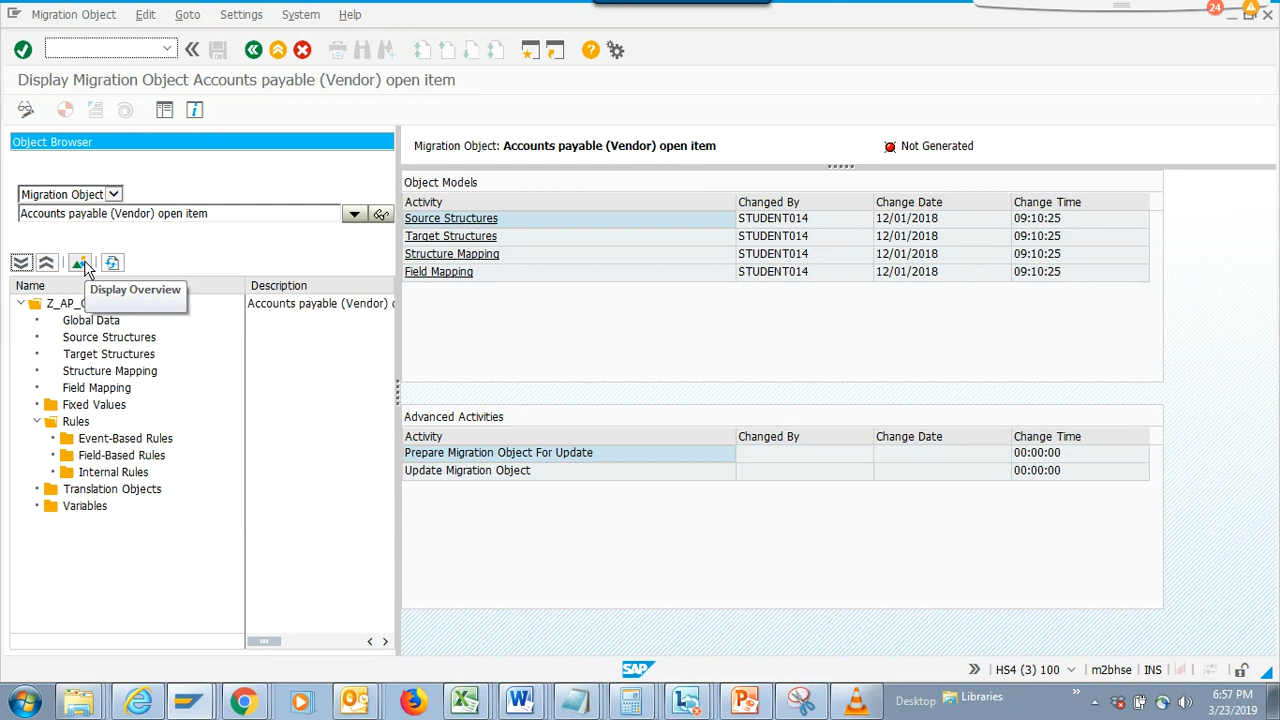 Migration Object Edit Goto Settings System Help
24
Display Migration Object Accounts payable (Vendor) open item
Object Browser
Migration Object: Accounts payable (Vendor) open item
Not Generated
Migration Object
Accounts payable (Vendor) open item
Display Overview
Name Description
Z_AP_ Accounts payable (Vendor)
Global Data
Source Structures
Target Structures
Structure Mapping
Field Mapping
Fixed Values
Rules
Event-Based Rules
Field-Based Rules
Internal Rules
Translation Objects
Variables
Object Models
Activity Changed By Change Date Change Time
Source Structures STUDENT014 12/01/2018 09:10:25
Target Structures STUDENT014 12/01/2018 09:10:25
Structure Mapping STUDENT014 12/01/2018 09:10:25
Field Mapping STUDENT014 12/01/2018 09:10:25
Advanced Activities
Activity Changed By Change Date Change Time
Prepare Migration Object For Update 00:00:00
Update Migration Object 00:00:00
SAP
HS4 (3) 100 m2bhse INS
Desktop Libraries
6:57 PM
3/23/2019